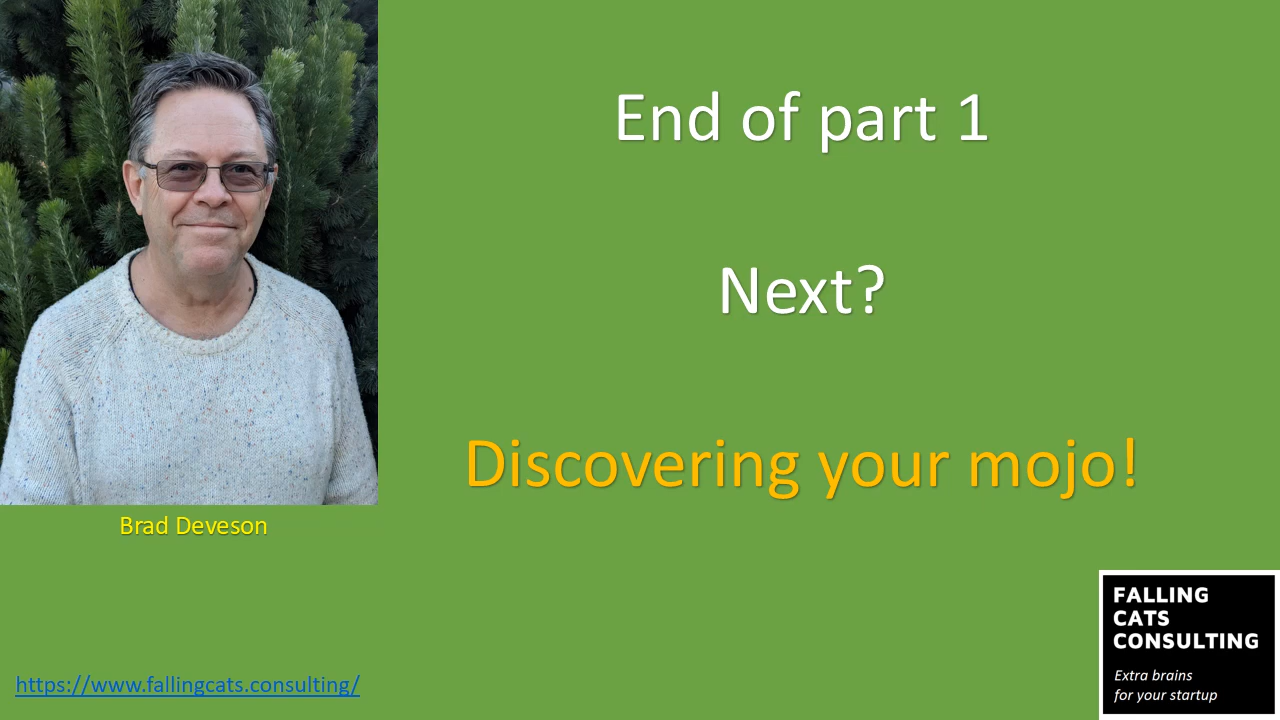 End of part 1
Next?
Discovering your mojo!
Brad Deveson
https://www.fallingcats.consulting/
FALLING
CATS
CONSULTING
Extra brains
for your startup